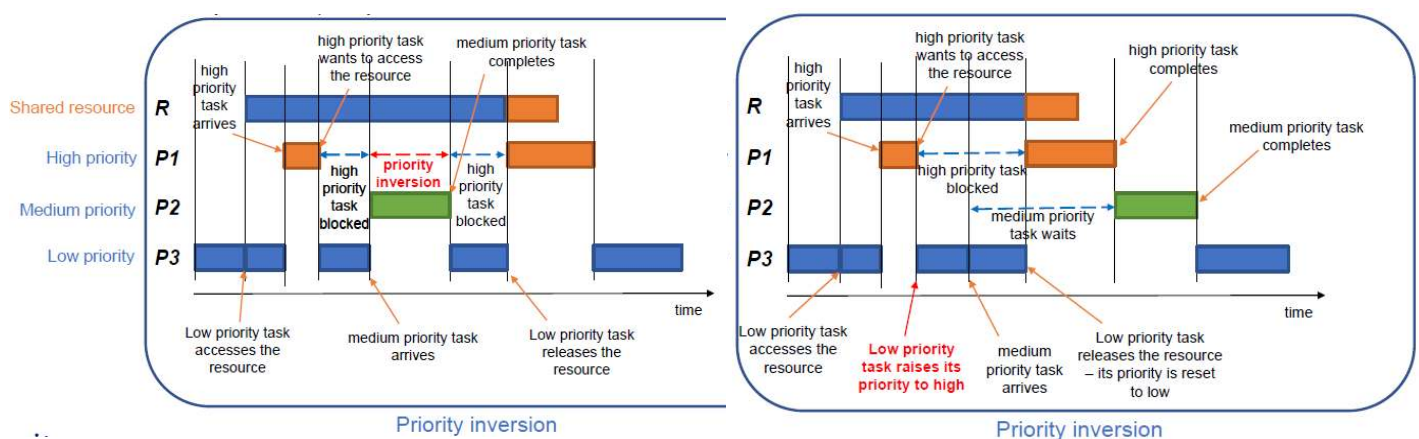 high priority task
wants to access
the resource
medium priority task
completes
high
priority
task
arrives
Shared resource
R
High priority
P1
priority
inversion
high
priority
task
blocked
high
priority
task
blocked
Medium priority
P2
Low priority
P3
time
Low priority task
accesses the
resource
medium priority task
arrives
Low priority task
releases the
resource
Priority inversion
high priority task
wants to access
the resource
high priority task
completes
high
priority
task
arrives
R
medium priority task
completes
P1
high priority task
blocked
P2
medium priority
task waits
P3
time
Low priority task
accesses the
resource
Low priority
task raises its
priority to high
medium
priority task
arrives
Low priority task
releases the resource
– its priority is reset
to low
Priority inversion